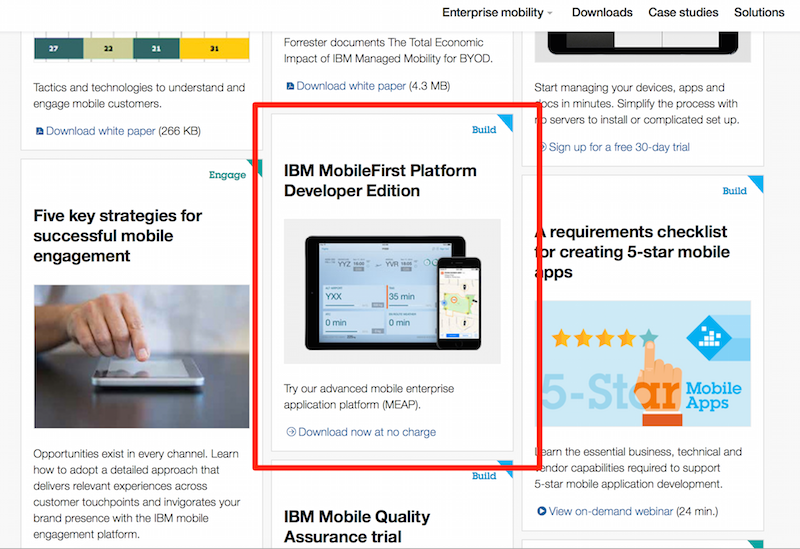 Enterprise mobility
Downloads
Case studies
Solutions
27
22
21
31
Tactics and technologies to understand and
engage mobile customers.
Download white paper (266 KB)
Engage
Five key strategies for
successful mobile
engagement
Opportunities exist in every channel. Learn
how to adopt a detailed approach that
delivers relevant experiences across
customer touchpoints and invigorates your
brand presence with the IBM mobile
engagement platform.
Forrester documents The Total Economic
Impact of IBM Managed Mobility for BYOD.
Download white paper (4.3 MB)
Build
IBM MobileFirst Platform
Developer Edition
YYZ
YVR
YXX
35 min
0 min
0 min
Try our advanced mobile enterprise
application platform (MEAP).
Download now at no charge
Build
IBM Mobile Quality
Assurance trial
Start managing your devices, apps and
docs in minutes. Simplify the process with
no servers to install or complicated set up.
Sign up for a free 30-day trial
Build
A requirements checklist
for creating 5-star mobile
apps
5-Star
Mobile
Apps
Learn the essential business, technical and
vendor capabilities required to support
5-star mobile application development.
View on-demand webinar (24 min.)